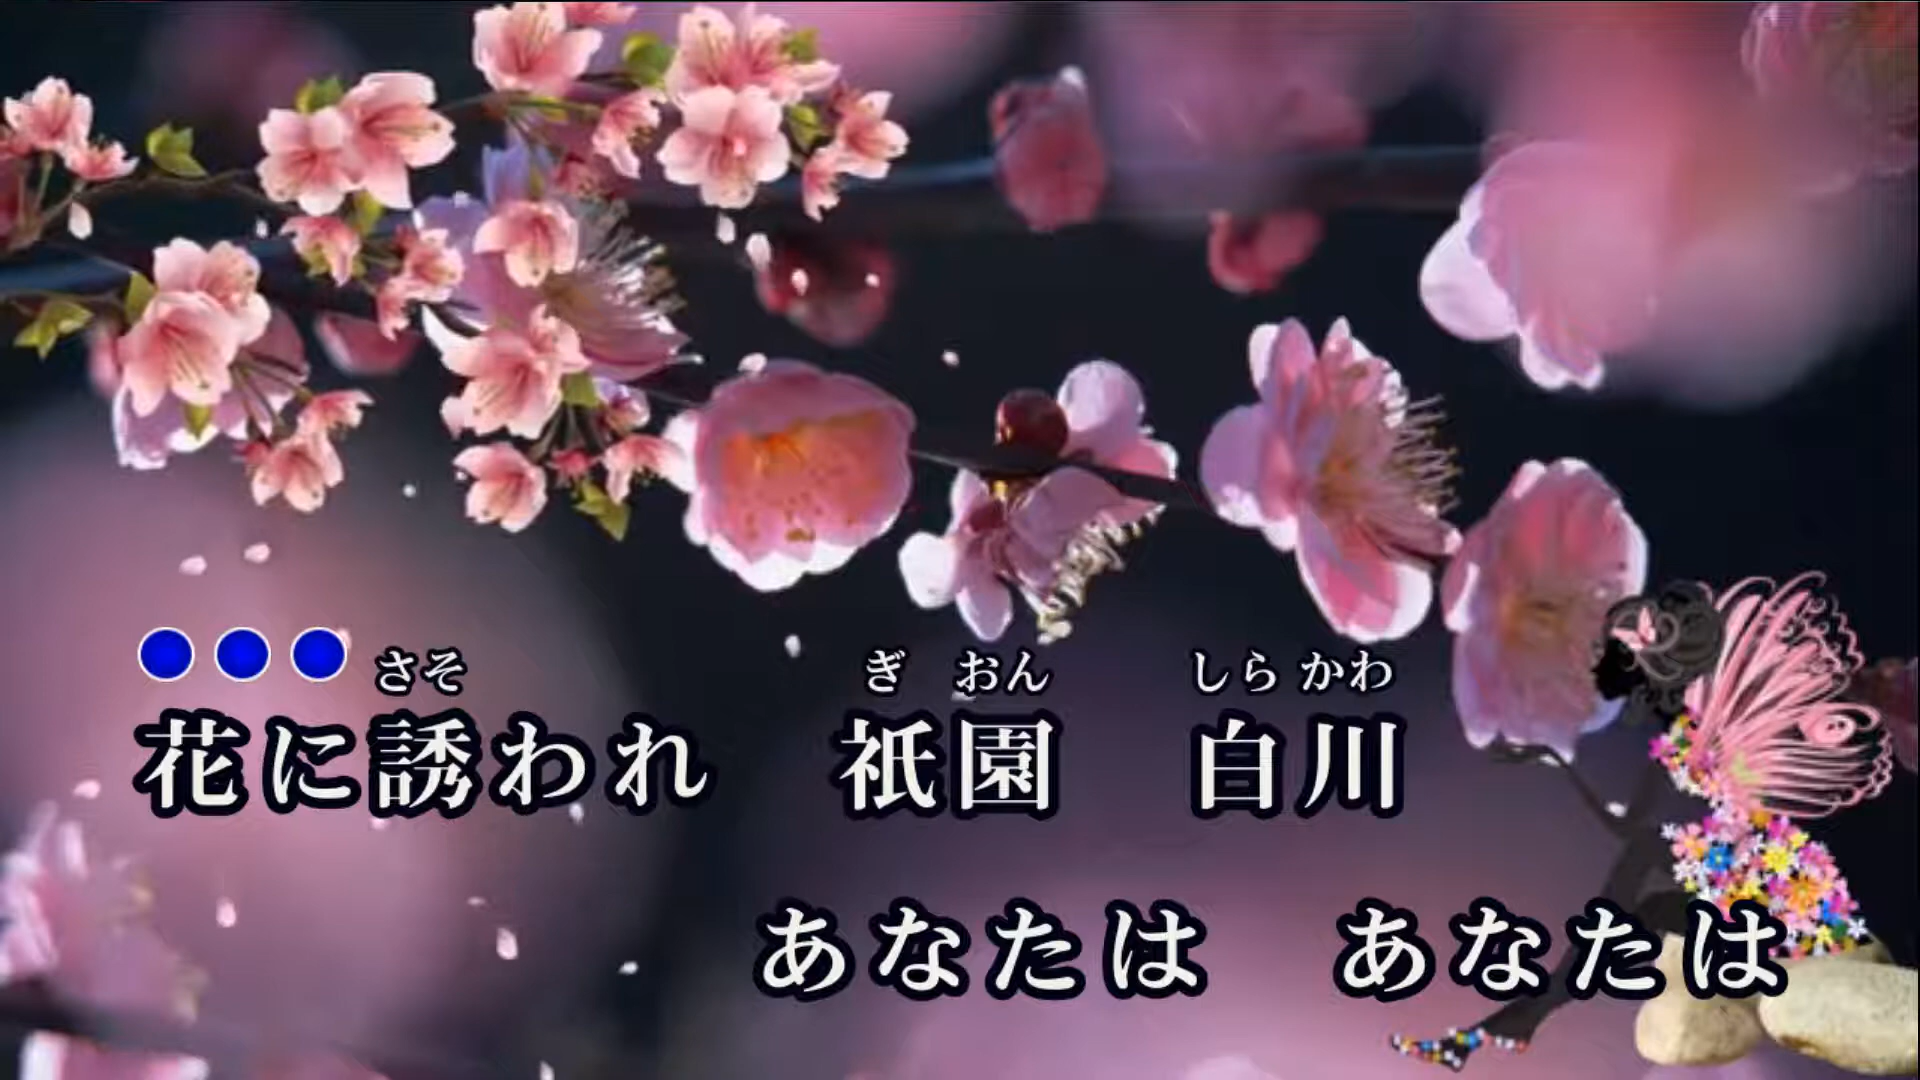 さそ ぎ おん しら かわ
花に誘われ 祇園 白川
あなたは あなたは